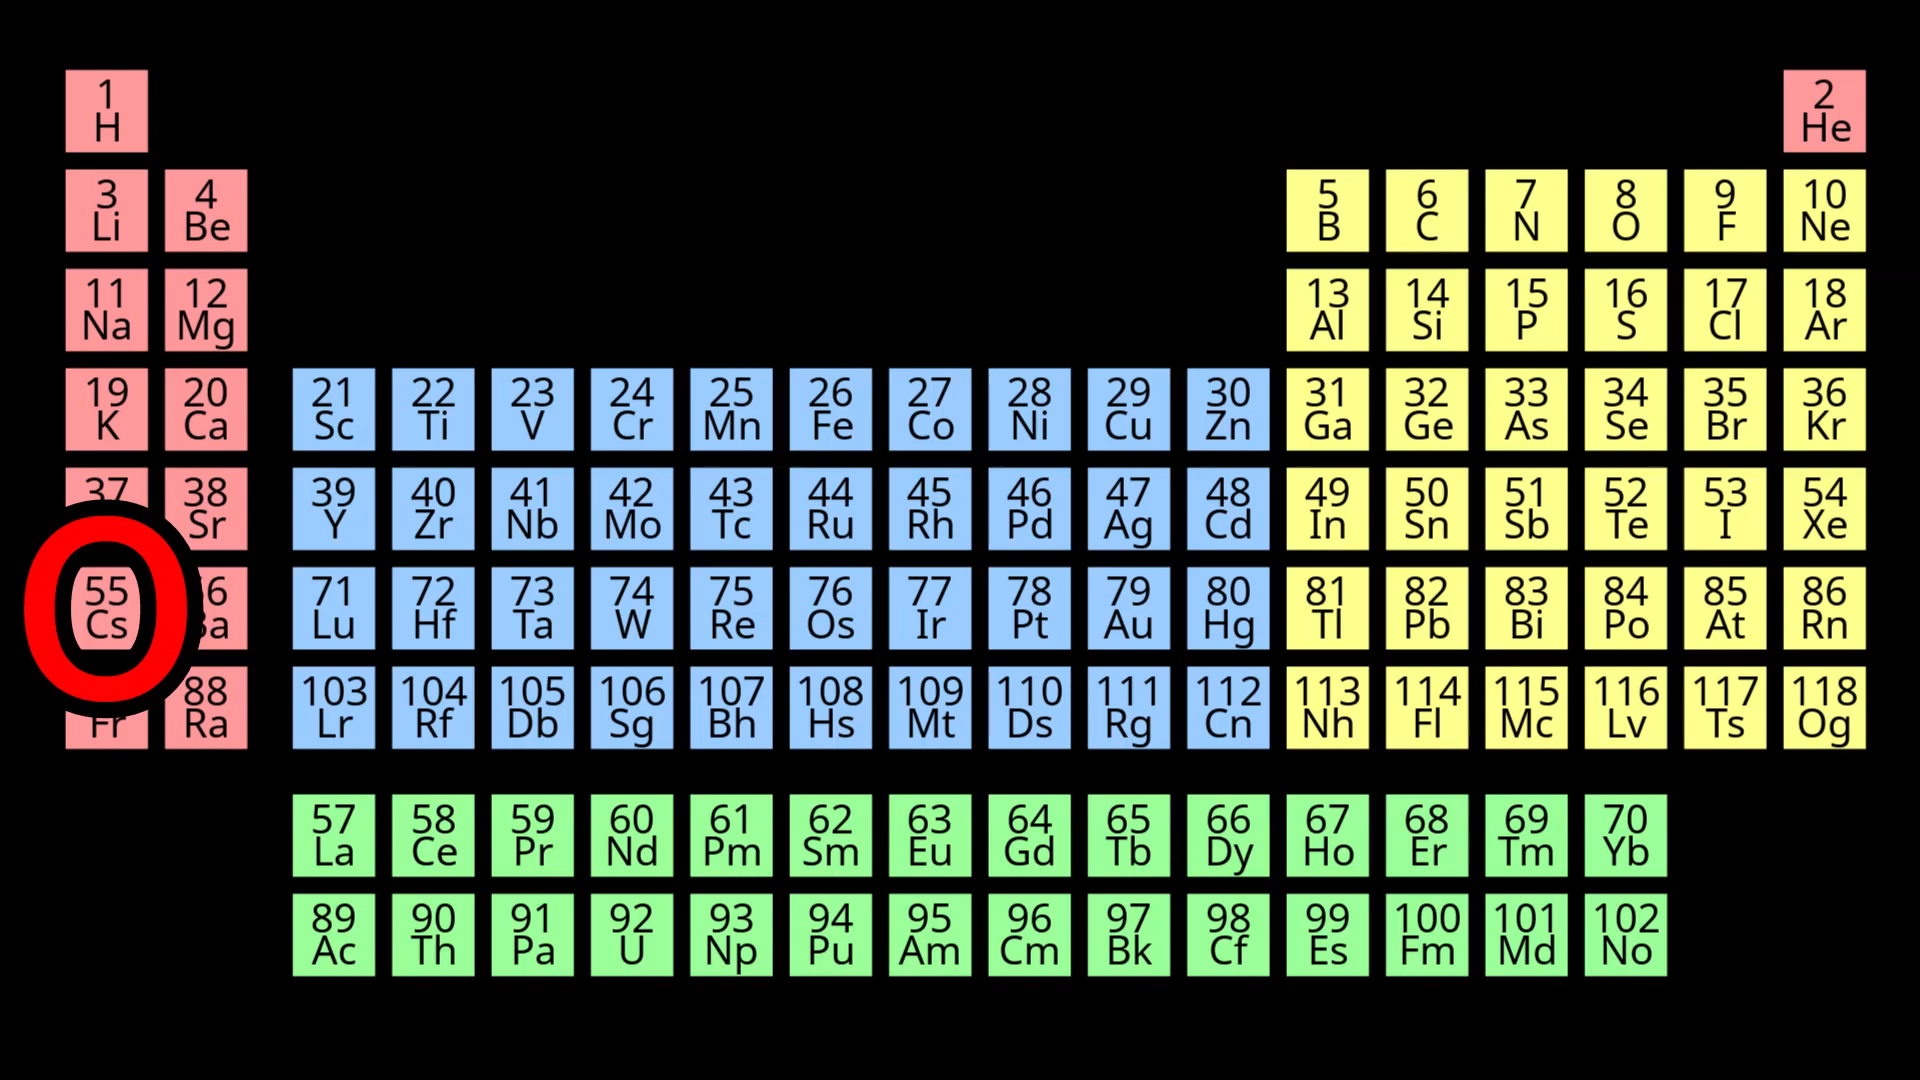 1 2
H He
3 4 5 6 7 8 9 10
Li Be B C N O F Ne
11 12 13 14 15 16 17 18
Na Mg Al Si P S Cl Ar
19 20 21 22 23 24 25 26 27 28 29 30 31 32 33 34 35 36
K Ca Sc Ti V Cr Mn Fe Co Ni Cu Zn Ga Ge As Se Br Kr
37 38 39 40 41 42 43 44 45 46 47 48 49 50 51 52 53 54
Sr Y Zr Nb Mo Tc Ru Rh Pd Ag Cd In Sn Sb Te I Xe
O
55 71 72 73 74 75 76 77 78 79 80 81 82 83 84 85 86
Cs Lu Hf Ta W Re Os Ir Pt Au Hg Tl Pb Bi Po At Rn
88 103 104 105 106 107 108 109 110 111 112 113 114 115 116 117 118
Fr Ra Lr Rf Db Sg Bh Hs Mt Ds Rg Cn Nh Fl Mc Lv Ts Og
57 58 59 60 61 62 63 64 65 66 67 68 69 70
La Ce Pr Nd Pm Sm Eu Gd Tb Dy Ho Er Tm Yb
89 90 91 92 93 94 95 96 97 98 99 100 101 102
Ac Th Pa U Np Pu Am Cm Bk Cf Es Fm Md No